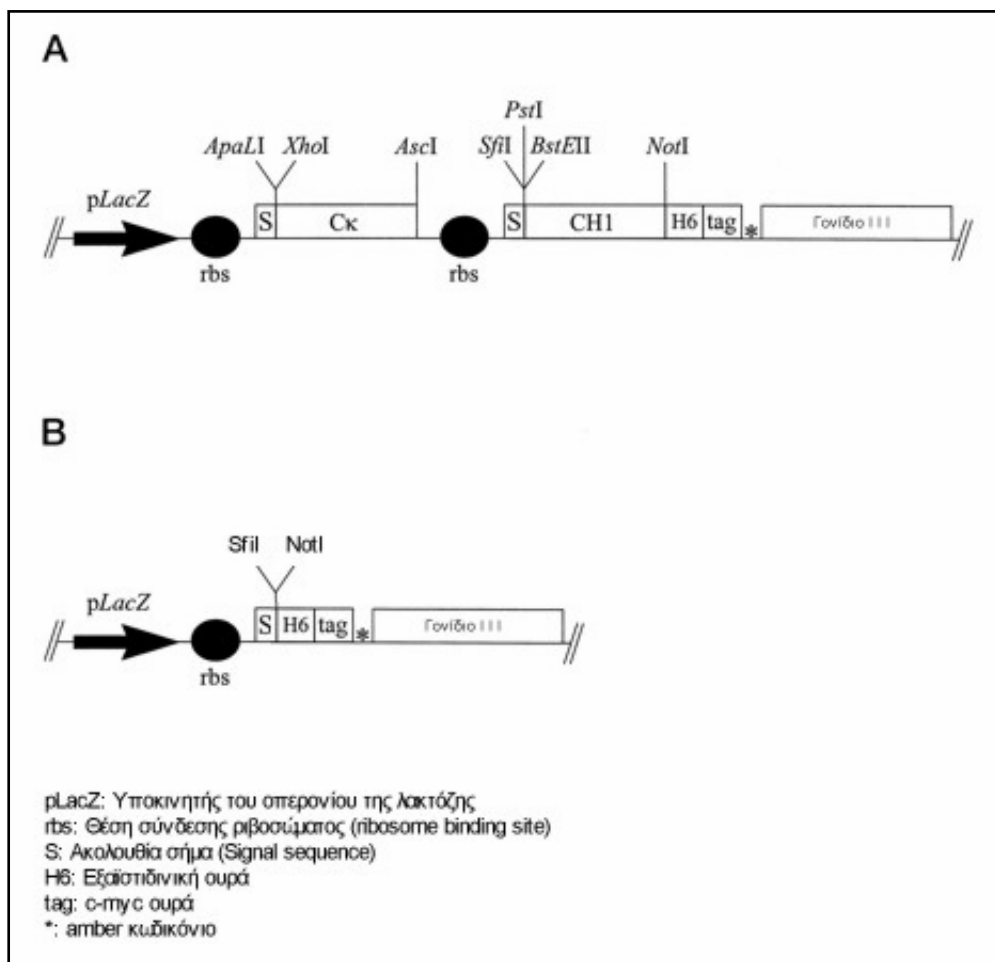 A
PstI
ApaLI XhoI AscI SfiI BstEII NotI
pLacZ
S Cκ S CH1 H6 tag * Γονίδιο III
rbs rbs
B
SfiI NotI
pLacZ
S H6 tag * Γονίδιο III
rbs
pLacZ: Υποκινητής του οπερονίου της λακτόζης
rbs: Θέση σύνδεσης ριβοσώματος (ribosome binding site)
S: Ακολουθία σήμα (Signal sequence)
H6: Εξαϊστιδινική ουρά
tag: c-myc ουρά
*: amber κωδικόνιο